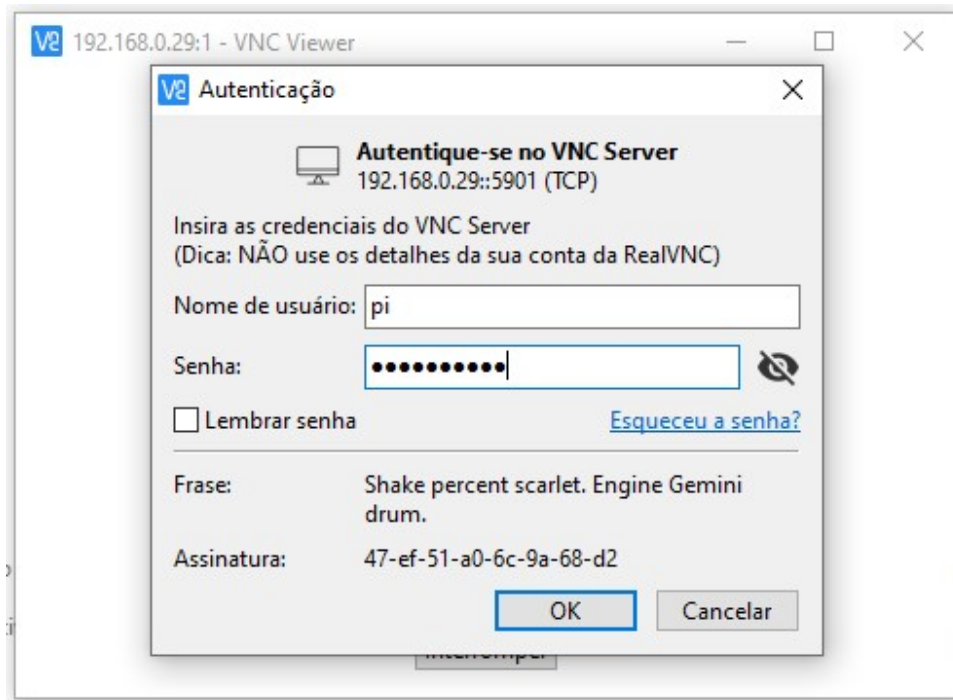 192.168.0.29:1 - VNC Viewer
Autenticação
Autentique-se no VNC Server
192.168.0.29::5901 (TCP)
Insira as credenciais do VNC Server
(Dica: NÃO use os detalhes da sua conta da RealVNC)
Nome de usuário: pi
Senha: ●●●●●●●●●●
Lembrar senha Esqueceu a senha?
Frase: Shake percent scarlet. Engine Gemini
drum.
Assinatura: 47-ef-51-a0-6c-9a-68-d2
OK Cancelar